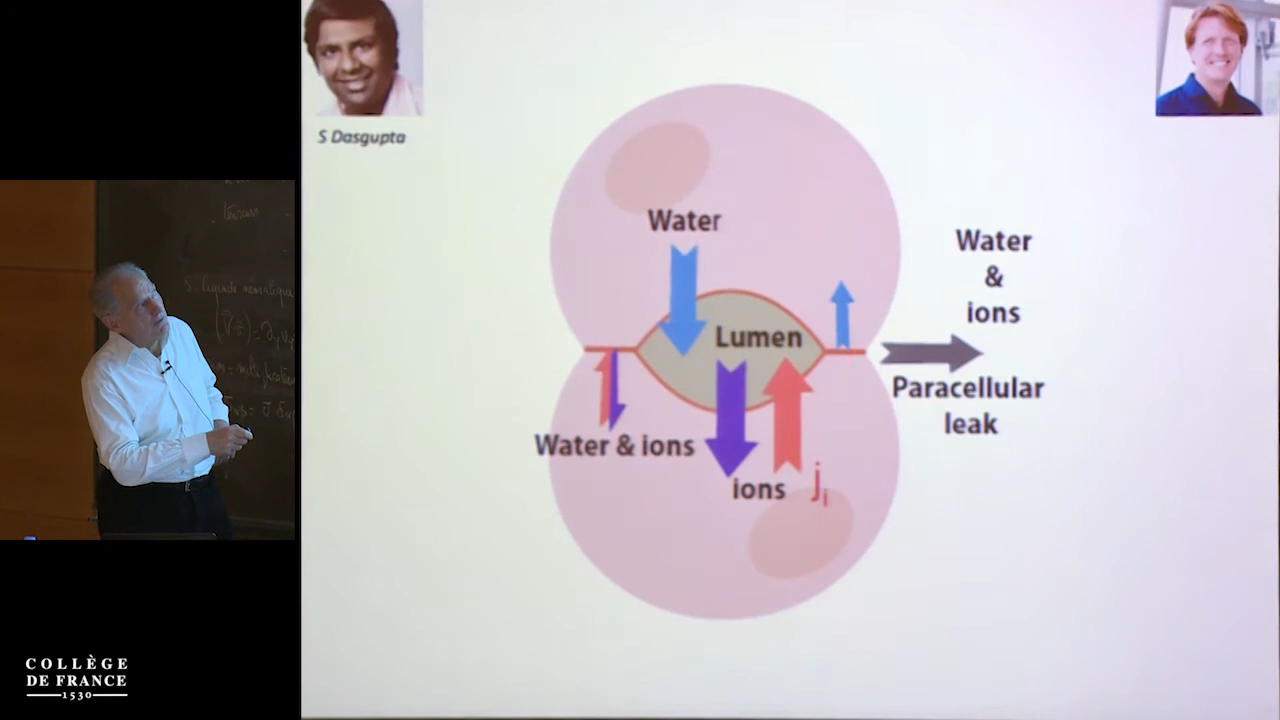 S Dasgupta
Water
Water
&
ions
Lumen
Paracellular
leak
Water & ions
ions
jᵢ
COLLÈGE
DE FRANCE
1530